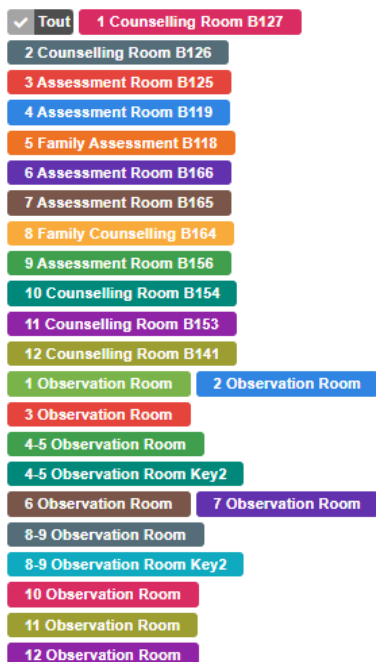 Tout 1 Counselling Room B127
2 Counselling Room B126
3 Assessment Room B125
4 Assessment Room B119
5 Family Assessment B118
6 Assessment Room B166
7 Assessment Room B165
8 Family Counselling B164
9 Assessment Room B156
10 Counselling Room B154
11 Counselling Room B153
12 Counselling Room B141
1 Observation Room 2 Observation Room
3 Observation Room
4-5 Observation Room
4-5 Observation Room Key2
6 Observation Room 7 Observation Room
8-9 Observation Room
8-9 Observation Room Key2
10 Observation Room
11 Observation Room
12 Observation Room